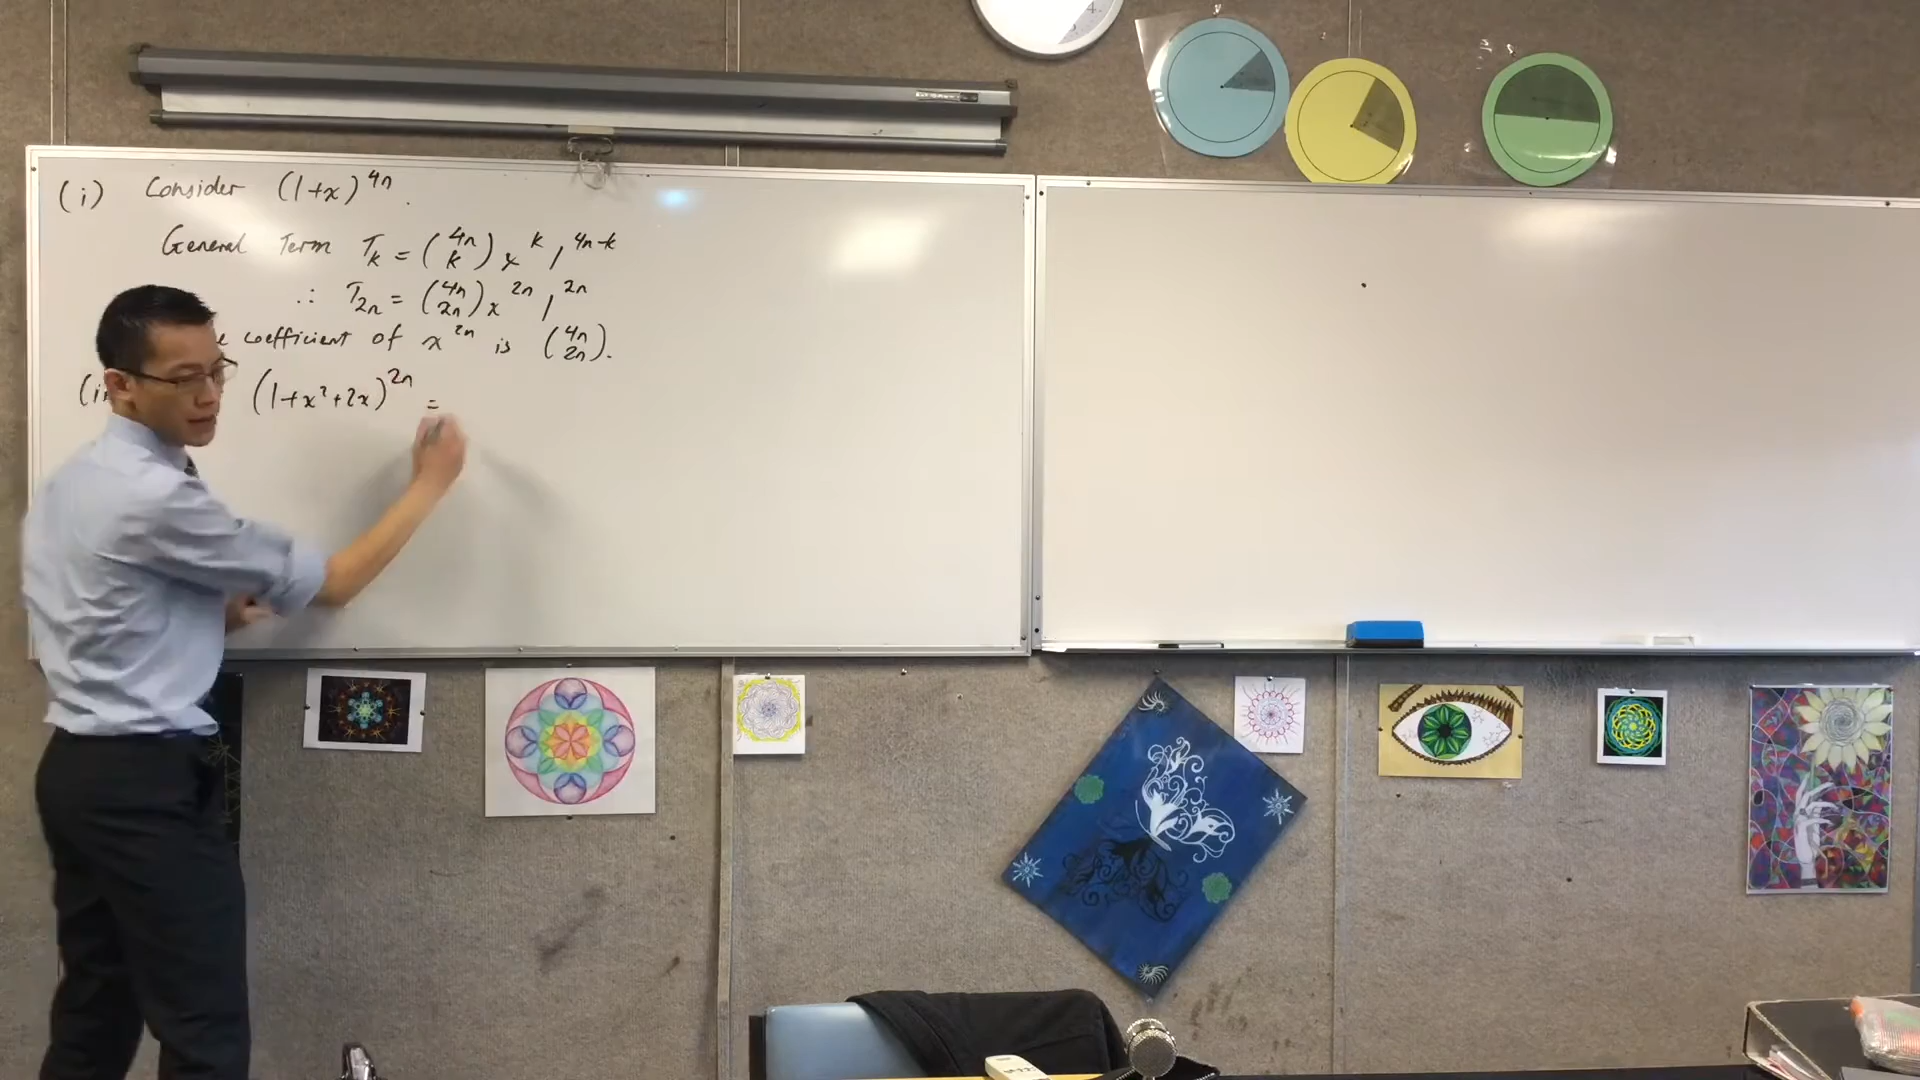 (i) Consider (1+x)^4n.
General Term T_k = (4n k) x^k 1^4n-k
∴ T_2n = (4n 2n) x^2n 1^2n
coefficient of x^2n is (4n 2n).
(1+x²+2x)^2n =